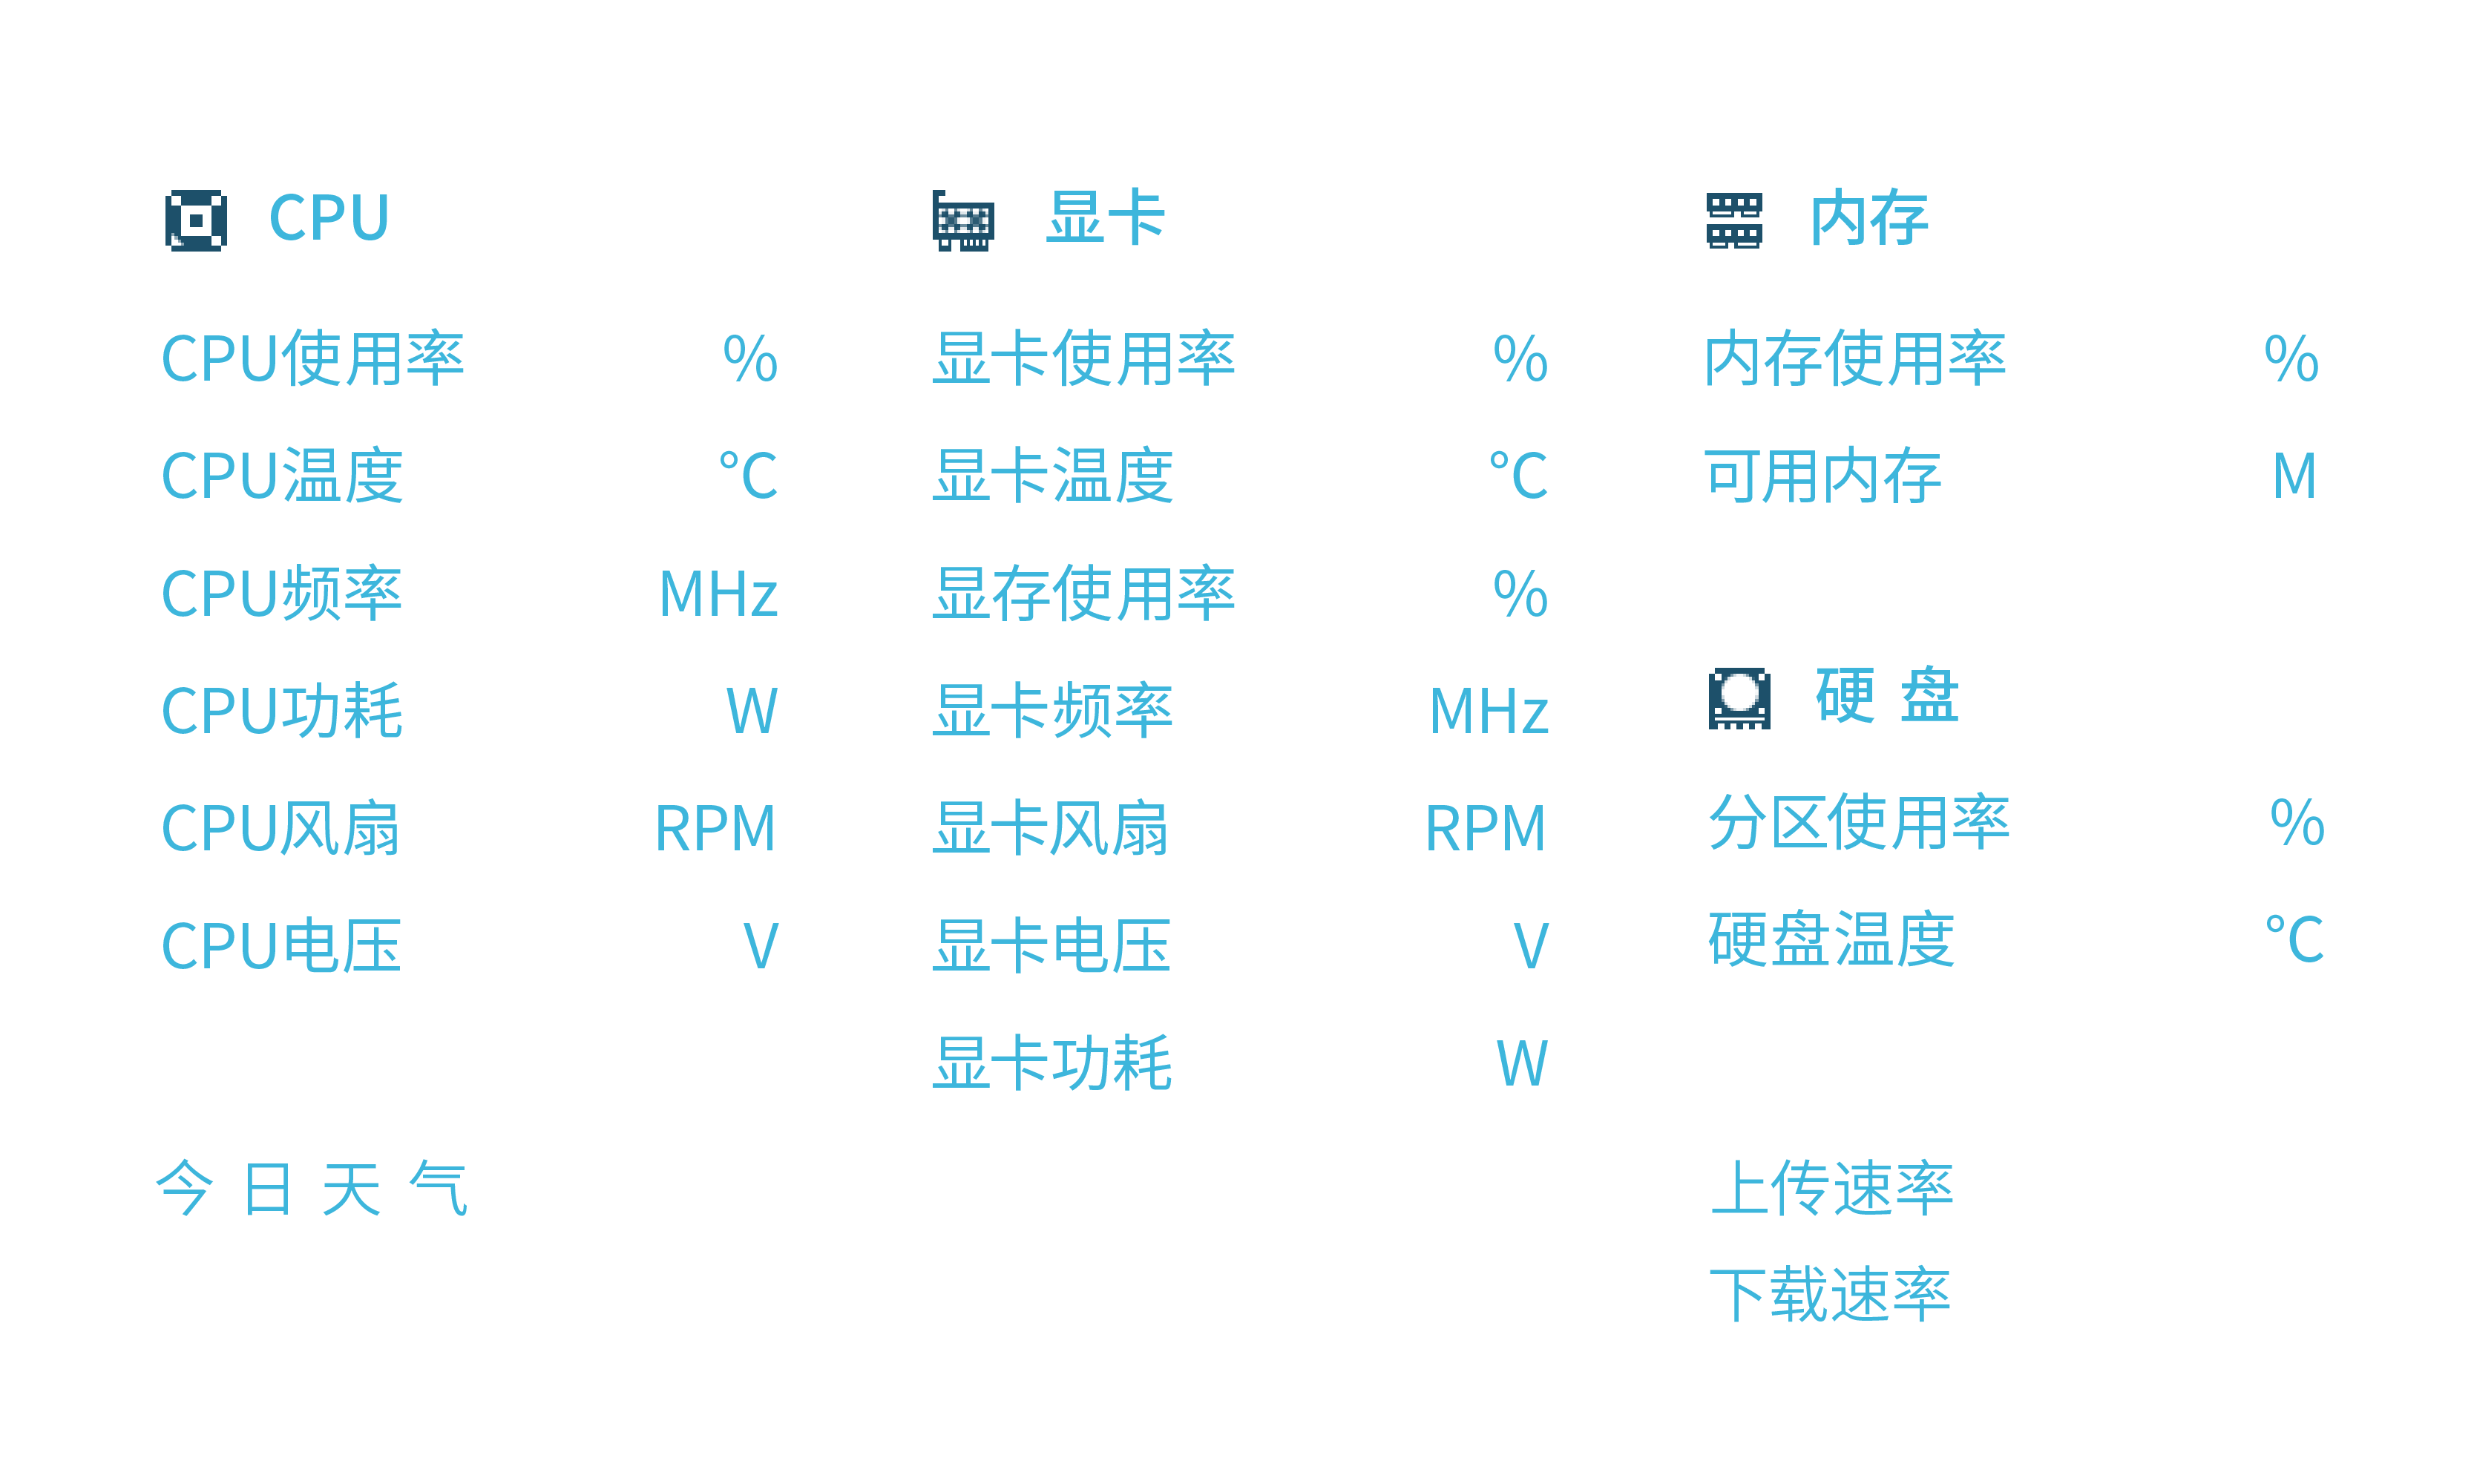 CPU
CPU使用率 %
CPU温度 ℃
CPU频率 MHz
CPU功耗 W
CPU风扇 RPM
CPU电压 V
今日天气
显卡
显卡使用率 %
显卡温度 ℃
显存使用率 %
显卡频率 MHz
显卡风扇 RPM
显卡电压 V
显卡功耗 W
内存
内存使用率 %
可用内存 M
硬盘
分区使用率 %
硬盘温度 ℃
上传速率
下载速率